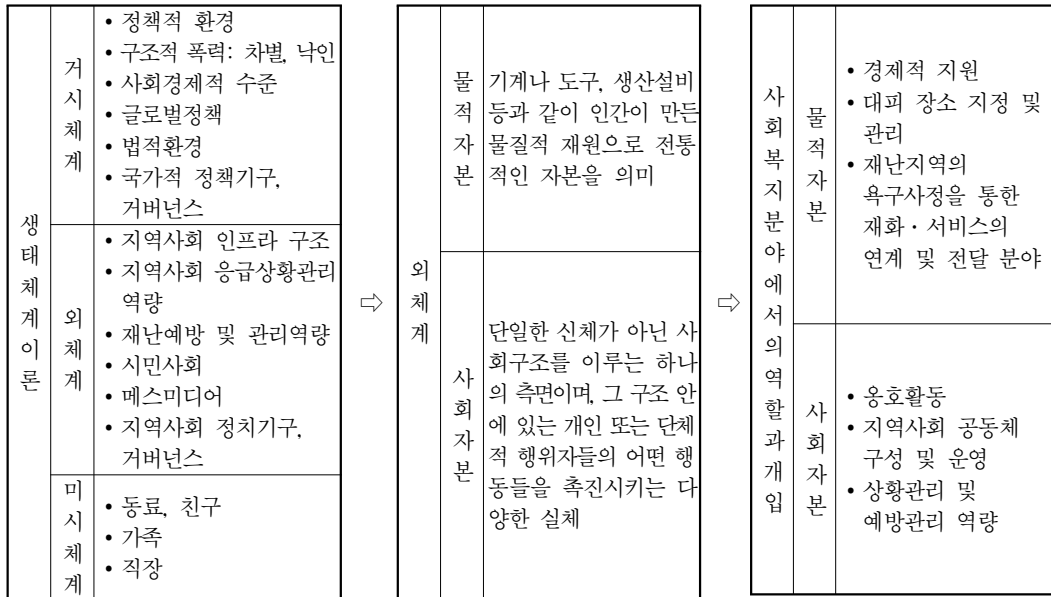 생태체계이론
거시체계
• 정책적 환경
• 구조적 폭력: 차별, 낙인
• 사회경제적 수준
• 글로벌정책
• 법적환경
• 국가적 정책기구,
거버넌스
외체계
• 지역사회 인프라 구조
• 지역사회 응급상황관리
역량
• 재난예방 및 관리역량
• 시민사회
• 메스미디어
• 지역사회 정치기구,
거버넌스
미시체계
• 동료, 친구
• 가족
• 직장
⇨
외체계
물적자본
기계나 도구, 생산설비
등과 같이 인간이 만든
물질적 재원으로 전통
적인 자본을 의미
사회자본
단일한 신체가 아닌 사
회구조를 이루는 하나
의 측면이며, 그 구조 안
에 있는 개인 또는 단체
적 행위자들의 어떤 행
동들을 촉진시키는 다
양한 실체
⇨
사회복지분야에서의역할과개입
물적자본
• 경제적 지원
• 대피 장소 지정 및
관리
• 재난지역의
욕구사정을 통한
재화·서비스의
연계 및 전달 분야
사회자본
• 옹호활동
• 지역사회 공동체
구성 및 운영
• 상황관리 및
예방관리 역량